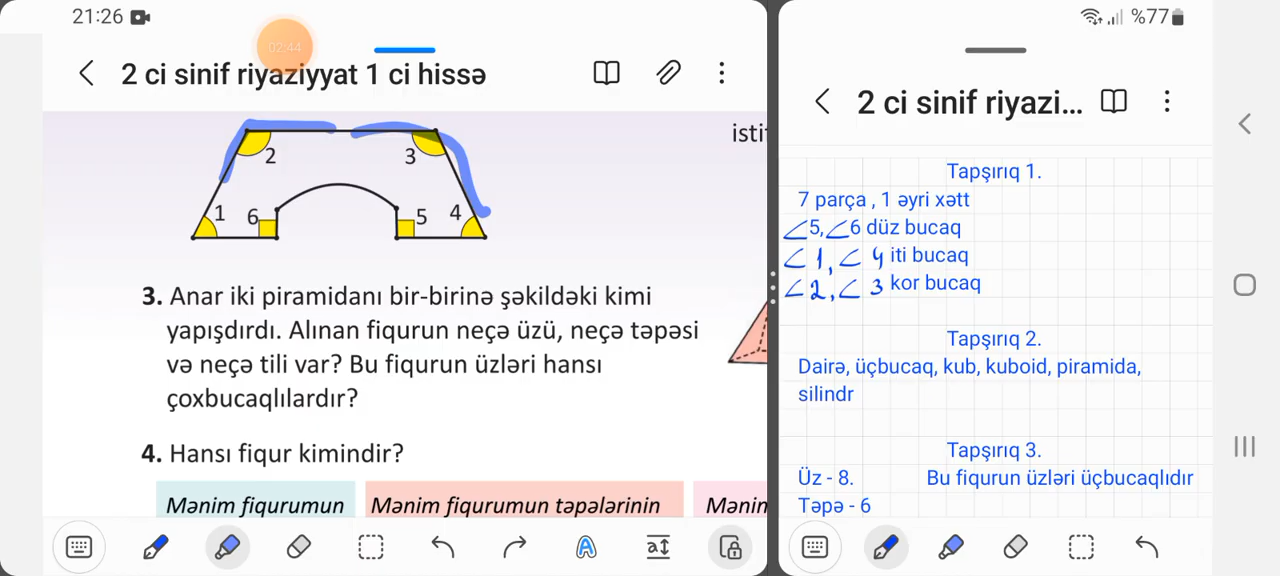 21:26
02:44
%77
2 ci sinif riyaziyyat 1 ci hissə
2 3
1 6 5 4
isti
3. Anar iki piramidanı bir-birinə şəkildəki kimi
yapışdırdı. Alınan fiqurun neçə üzü, neçə təpəsi
və neçə tili var? Bu fiqurun üzləri hansı
çoxbucaqlılardır?
4. Hansı fiqur kimindir?
Mənim fiqurumun Mənim fiqurumun təpələrinin Mənim
2 ci sinif riyazi...
Tapşırıq 1.
7 parça , 1 əyri xətt
∠5,∠6 düz bucaq
∠1,∠4 iti bucaq
∠2,∠3 kor bucaq
Tapşırıq 2.
Dairə, üçbucaq, kub, kuboid, piramida,
silindr
Tapşırıq 3.
Üz - 8. Bu fiqurun üzləri üçbucaqlıdır
Təpə - 6